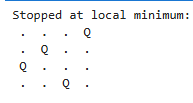 Stopped at local minimum:
. . . Q
. Q . .
Q . . .
. . Q .